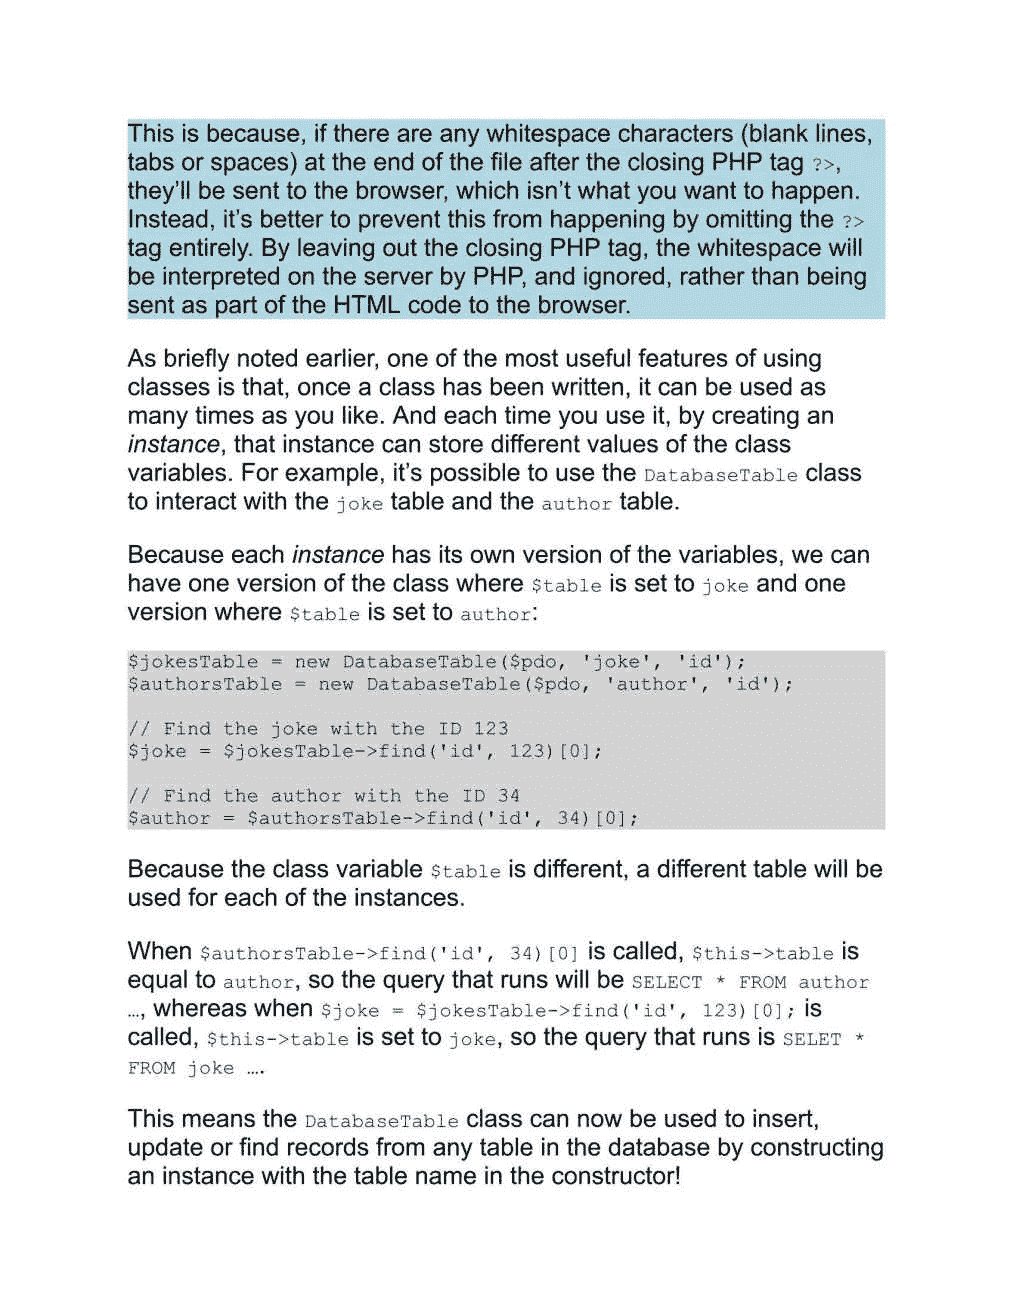 This is because, if there are any whitespace characters (blank lines,
tabs or spaces) at the end of the file after the closing PHP tag ?>,
they’ll be sent to the browser, which isn’t what you want to happen.
Instead, it’s better to prevent this from happening by omitting the ?>
tag entirely. By leaving out the closing PHP tag, the whitespace will
be interpreted on the server by PHP, and ignored, rather than being
sent as part of the HTML code to the browser.
As briefly noted earlier, one of the most useful features of using
classes is that, once a class has been written, it can be used as
many times as you like. And each time you use it, by creating an
instance, that instance can store different values of the class
variables. For example, it’s possible to use the DatabaseTable class
to interact with the joke table and the author table.
Because each instance has its own version of the variables, we can
have one version of the class where $table is set to joke and one
version where $table is set to author:
$jokesTable = new DatabaseTable($pdo, 'joke', 'id');
$authorsTable = new DatabaseTable($pdo, 'author', 'id');
// Find the joke with the ID 123
$joke = $jokesTable->find('id', 123)[0];
// Find the author with the ID 34
$author = $authorsTable->find('id', 34)[0];
Because the class variable $table is different, a different table will be
used for each of the instances.
When $authorsTable->find('id', 34)[0] is called, $this->table is
equal to author, so the query that runs will be SELECT * FROM author
…, whereas when $joke = $jokesTable->find('id', 123)[0]; is
called, $this->table is set to joke, so the query that runs is SELET *
FROM joke ….
This means the DatabaseTable class can now be used to insert,
update or find records from any table in the database by constructing
an instance with the table name in the constructor!